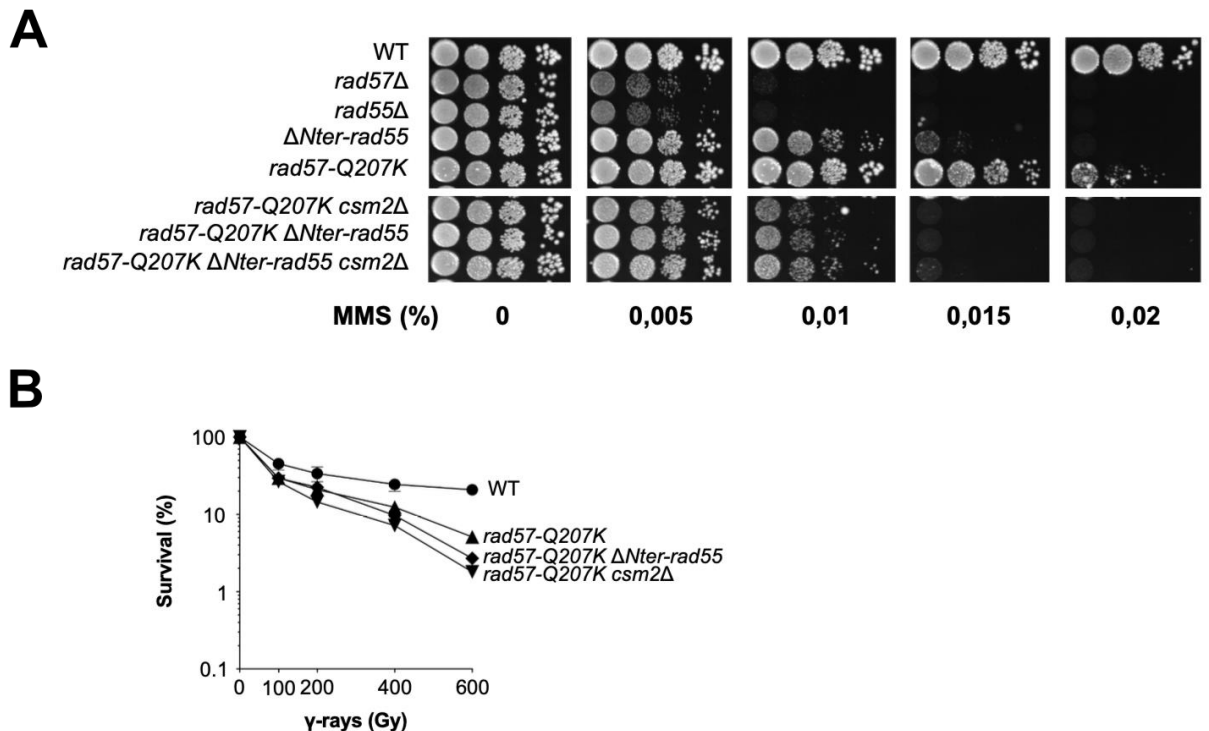 A
WT
rad57Δ
rad55Δ
ΔNter-rad55
rad57-Q207K
rad57-Q207K csm2Δ
rad57-Q207K ΔNter-rad55
rad57-Q207K ΔNter-rad55 csm2Δ
MMS (%) 0 0,005 0,01 0,015 0,02
B
100
10
1
0.1
Survival (%)
WT
rad57-Q207K
rad57-Q207K ΔNter-rad55
rad57-Q207K csm2Δ
0 100 200 400 600
γ-rays (Gy)